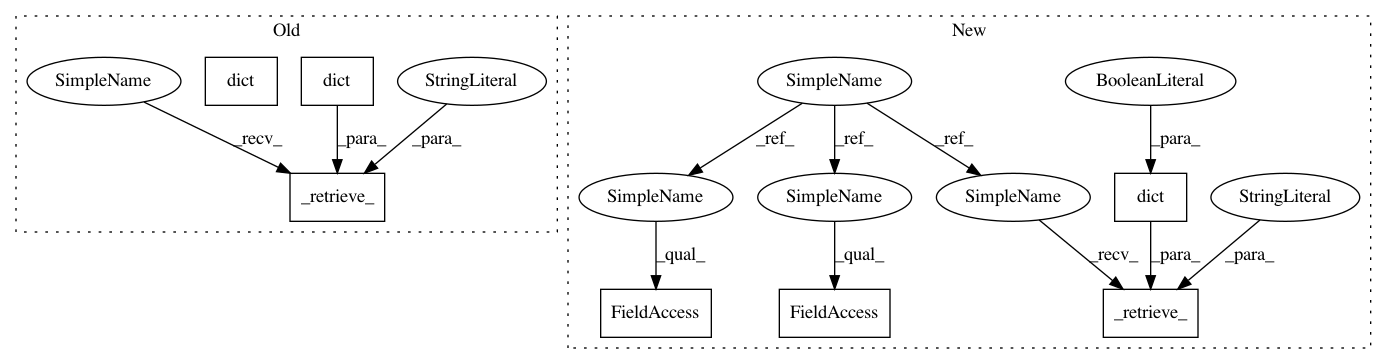 Old
New
SimpleName
dict
dict
StringLiteral
SimpleName
BooleanLiteral
_recv_
_para_
_para_
_ref_
_ref_
_ref_
_para_
_retrieve_
SimpleName
SimpleName
SimpleName
dict
StringLiteral
_qual_
_qual_
_recv_
_para_
_para_
FieldAccess
FieldAccess
_retrieve_